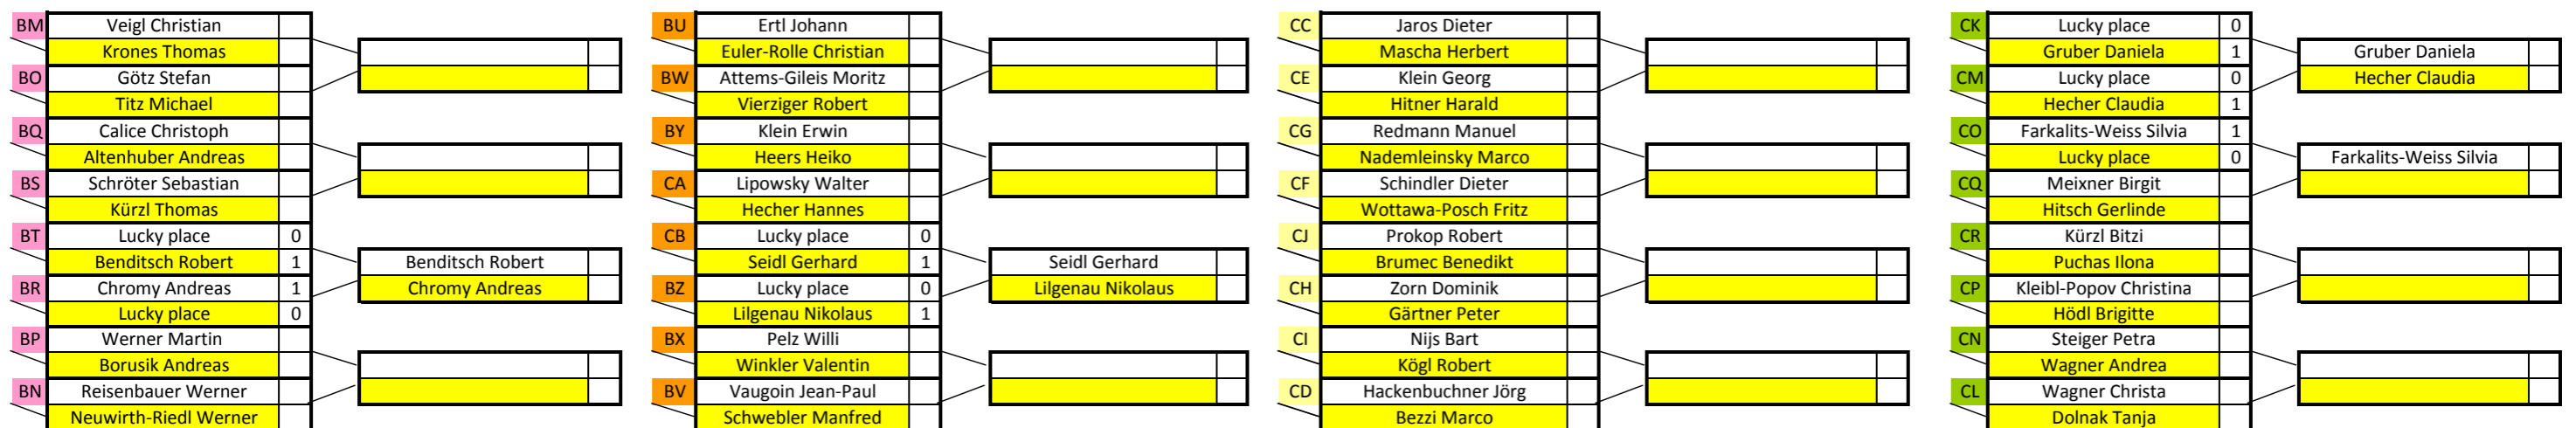 BM Veigl Christian
Krones Thomas
BO Götz Stefan
Titz Michael
BQ Calice Christoph
Altenhuber Andreas
BS Schröter Sebastian
Kürzl Thomas
BT Lucky place 0
Benditsch Robert 1
BR Chromy Andreas 1
Lucky place 0
BP Werner Martin
Borusik Andreas
BN Reisenbauer Werner
Neuwirth-Riedl Werner
Benditsch Robert
Chromy Andreas
BU Ertl Johann
Euler-Rolle Christian
BW Attems-Gileis Moritz
Vierziger Robert
BY Klein Erwin
Heers Heiko
CA Lipowsky Walter
Hecher Hannes
CB Lucky place 0
Seidl Gerhard 1
BZ Lucky place 0
Lilgenau Nikolaus 1
BX Pelz Willi
Winkler Valentin
BV Vaugoin Jean-Paul
Schwebler Manfred
Seidl Gerhard
Lilgenau Nikolaus
CC Jaros Dieter
Mascha Herbert
CE Klein Georg
Hitner Harald
CG Redmann Manuel
Nademleinsky Marco
CF Schindler Dieter
Wottawa-Posch Fritz
CJ Prokop Robert
Brumec Benedikt
CH Zorn Dominik
Gärtner Peter
CI Nijs Bart
Kögl Robert
CD Hackenbuchner Jörg
Bezzi Marco
CK Lucky place 0
Gruber Daniela 1
CM Lucky place 0
Hecher Claudia 1
CO Farkalits-Weiss Silvia 1
Lucky place 0
CQ Meixner Birgit
Hitsch Gerlinde
CR Kürzl Bitzi
Puchas Ilona
CP Kleibl-Popov Christina
Hödl Brigitte
CN Steiger Petra
Wagner Andrea
CL Wagner Christa
Dolnak Tanja
Gruber Daniela
Hecher Claudia
Farkalits-Weiss Silvia